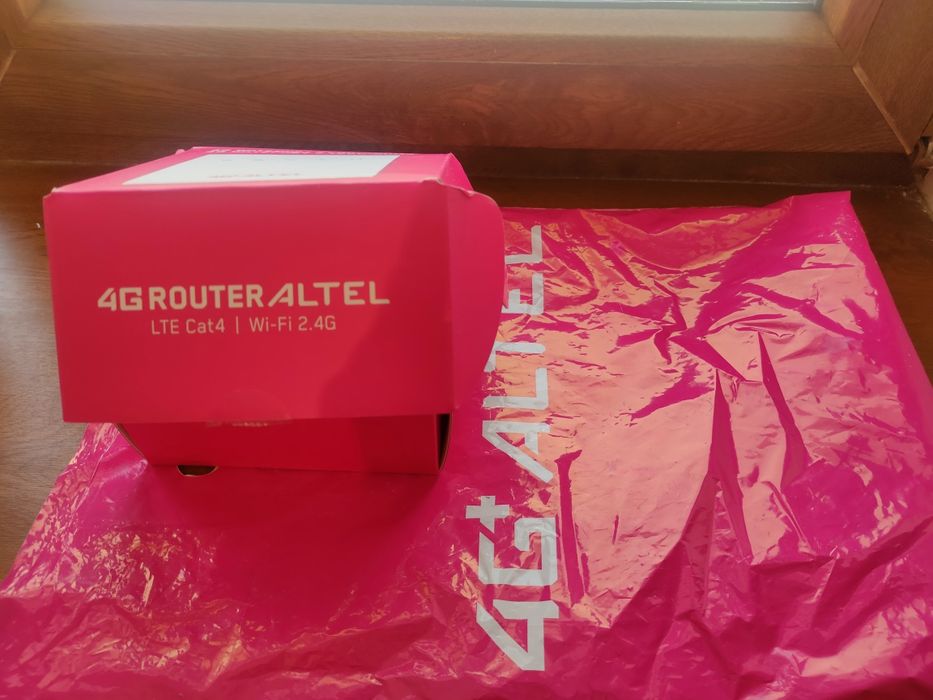 4G ROUTER ALTEL
LTE Cat4 | Wi-Fi 2.4G
4G+ ALTEL